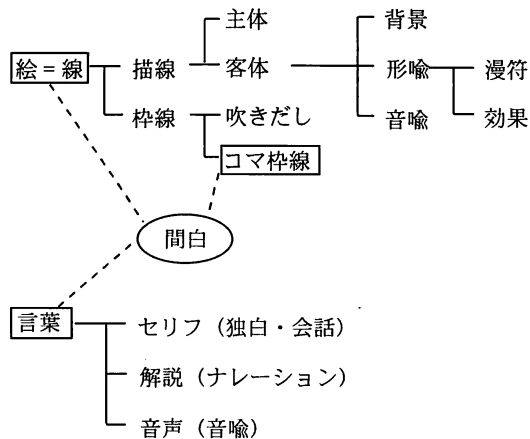 主体
背景
絵＝線
描線
客体
形喩
漫符
枠線
吹きだし
音喩
効果
コマ枠線
間白
言葉
セリフ（独白・会話）
解説（ナレーション）
音声（音喩）